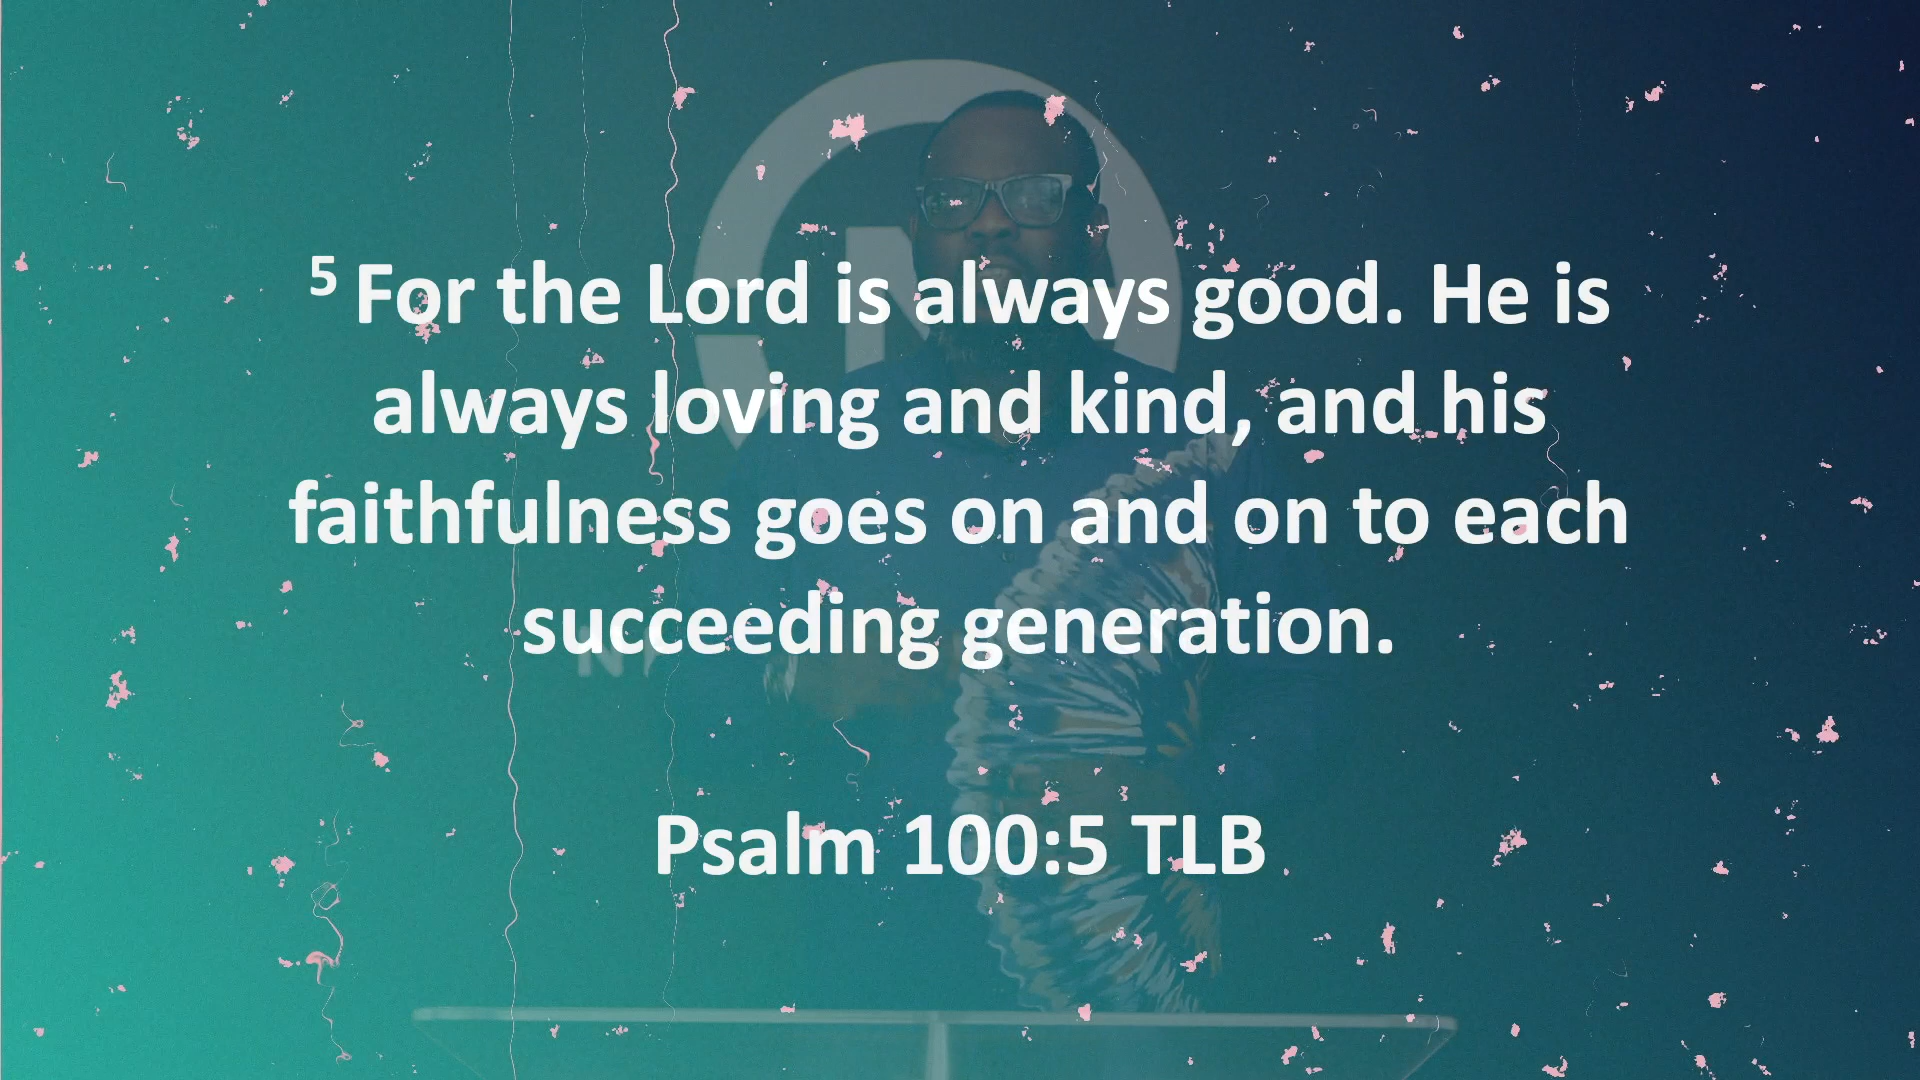 5 For the Lord is always good. He is
always loving and kind, and his
faithfulness goes on and on to each
succeeding generation.
Psalm 100:5 TLB